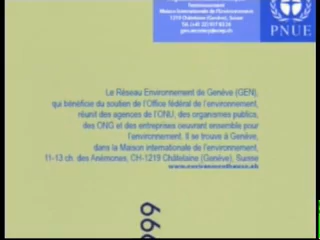 Maison Internationale de l'Environnement
1219 Châtelaine (Genève), Suisse
PNUE
Le Réseau Environnement de Genève (GEN),
qui bénéficie du soutien de l'Office fédéral de l'environnement,
réunit des agences de l'ONU, des organismes publics,
des ONG et des entreprises oeuvrant ensemble pour
l'environnement. Il se trouve à Genève,
dans la Maison internationale de l'environnement,
11-13 ch. des Anémones, CH-1219 Châtelaine (Genève), Suisse
999